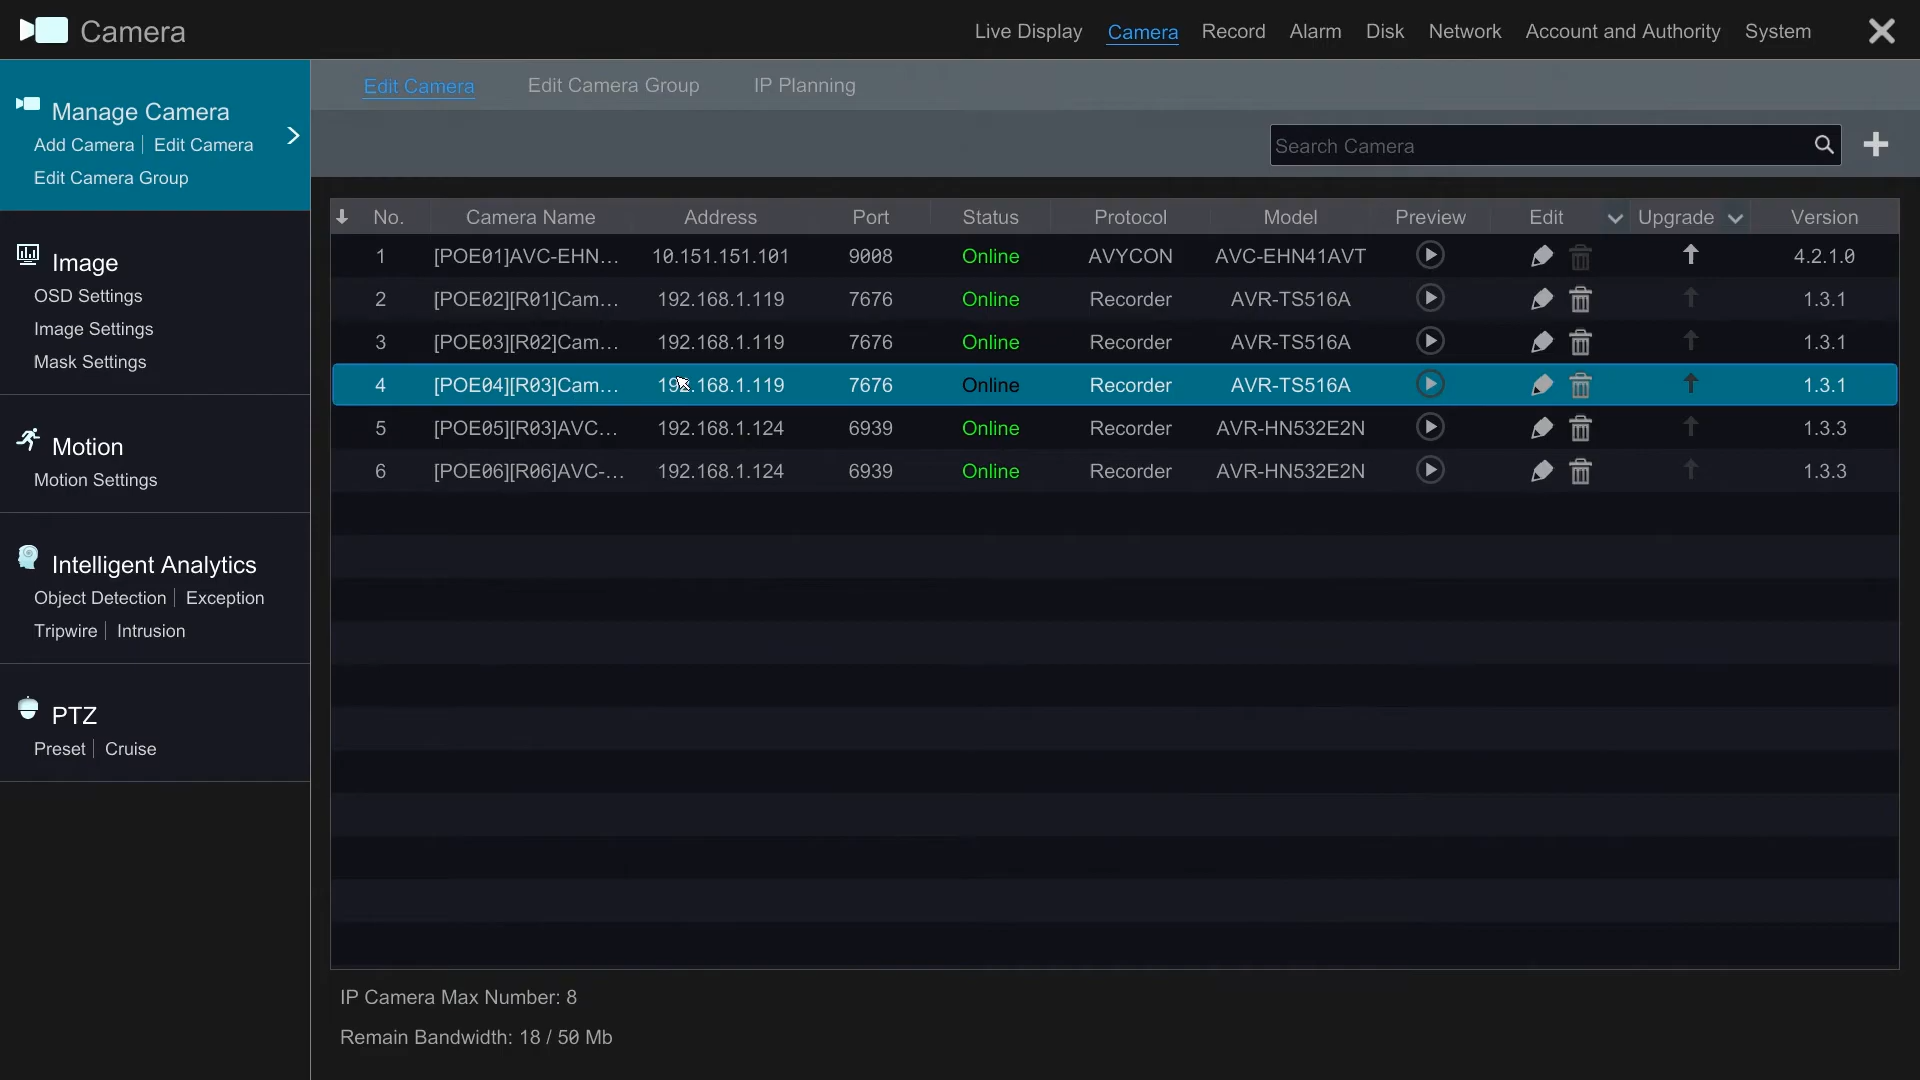 Camera
Live Display Camera Record Alarm Disk Network Account and Authority System
Manage Camera
Add Camera | Edit Camera
Edit Camera Group
Image
OSD Settings
Image Settings
Mask Settings
Motion
Motion Settings
Intelligent Analytics
Object Detection | Exception
Tripwire | Intrusion
PTZ
Preset | Cruise
Edit Camera Edit Camera Group IP Planning
Search Camera
No. Camera Name Address Port Status Protocol Model Preview Edit Upgrade Version
1 [POE01]AVC-EHN... 10.151.151.101 9008 Online AVYCON AVC-EHN41AVT 4.2.1.0
2 [POE02][R01]Cam... 192.168.1.119 7676 Online Recorder AVR-TS516A 1.3.1
3 [POE03][R02]Cam... 192.168.1.119 7676 Online Recorder AVR-TS516A 1.3.1
4 [POE04][R03]Cam... 192.168.1.119 7676 Online Recorder AVR-TS516A 1.3.1
5 [POE05][R03]AVC... 192.168.1.124 6939 Online Recorder AVR-HN532E2N 1.3.3
6 [POE06][R06]AVC-... 192.168.1.124 6939 Online Recorder AVR-HN532E2N 1.3.3
IP Camera Max Number: 8
Remain Bandwidth: 18 / 50 Mb